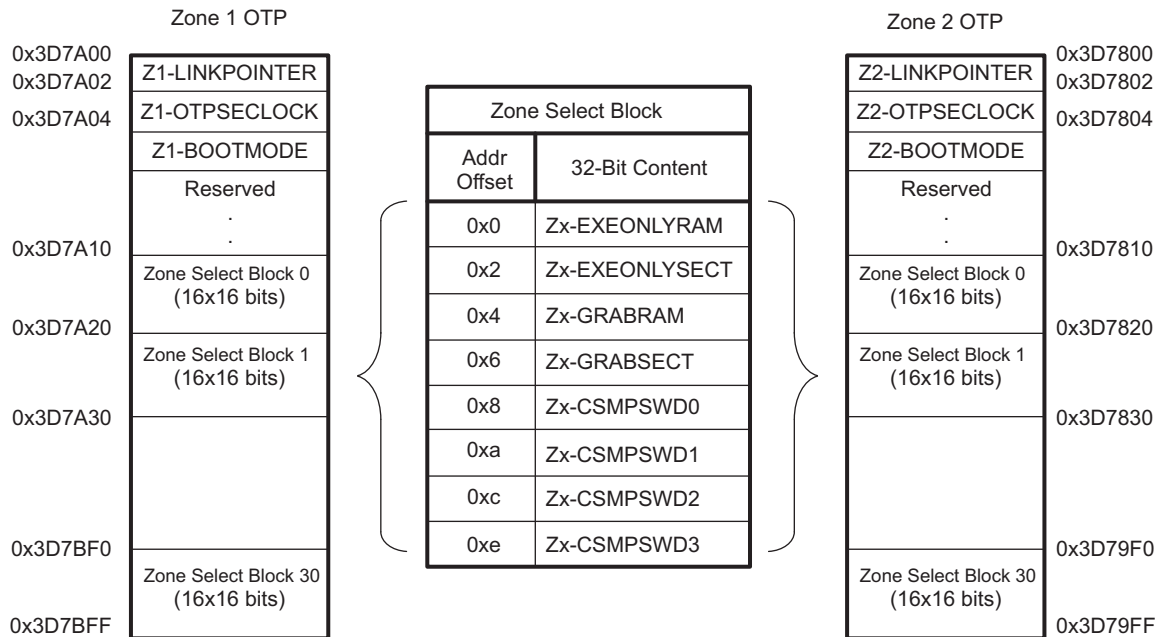 Zone 1 OTP
0x3D7A00
0x3D7A02
0x3D7A04
0x3D7A10
0x3D7A20
0x3D7A30
0x3D7BF0
0x3D7BFF
Z1-LINKPOINTER
Z1-OTPSECLOCK
Z1-BOOTMODE
Reserved
.
.
Zone Select Block 0
(16x16 bits)
Zone Select Block 1
(16x16 bits)
Zone Select Block 30
(16x16 bits)
Zone Select Block
Addr
Offset
32-Bit Content
0x0 Zx-EXEONLYRAM
0x2 Zx-EXEONLYSECT
0x4 Zx-GRABRAM
0x6 Zx-GRABSECT
0x8 Zx-CSMPSWD0
0xa Zx-CSMPSWD1
0xc Zx-CSMPSWD2
0xe Zx-CSMPSWD3
Zone 2 OTP
Z2-LINKPOINTER
Z2-OTPSECLOCK
Z2-BOOTMODE
Reserved
.
.
Zone Select Block 0
(16x16 bits)
Zone Select Block 1
(16x16 bits)
Zone Select Block 30
(16x16 bits)
0x3D7800
0x3D7802
0x3D7804
0x3D7810
0x3D7820
0x3D7830
0x3D79F0
0x3D79FF